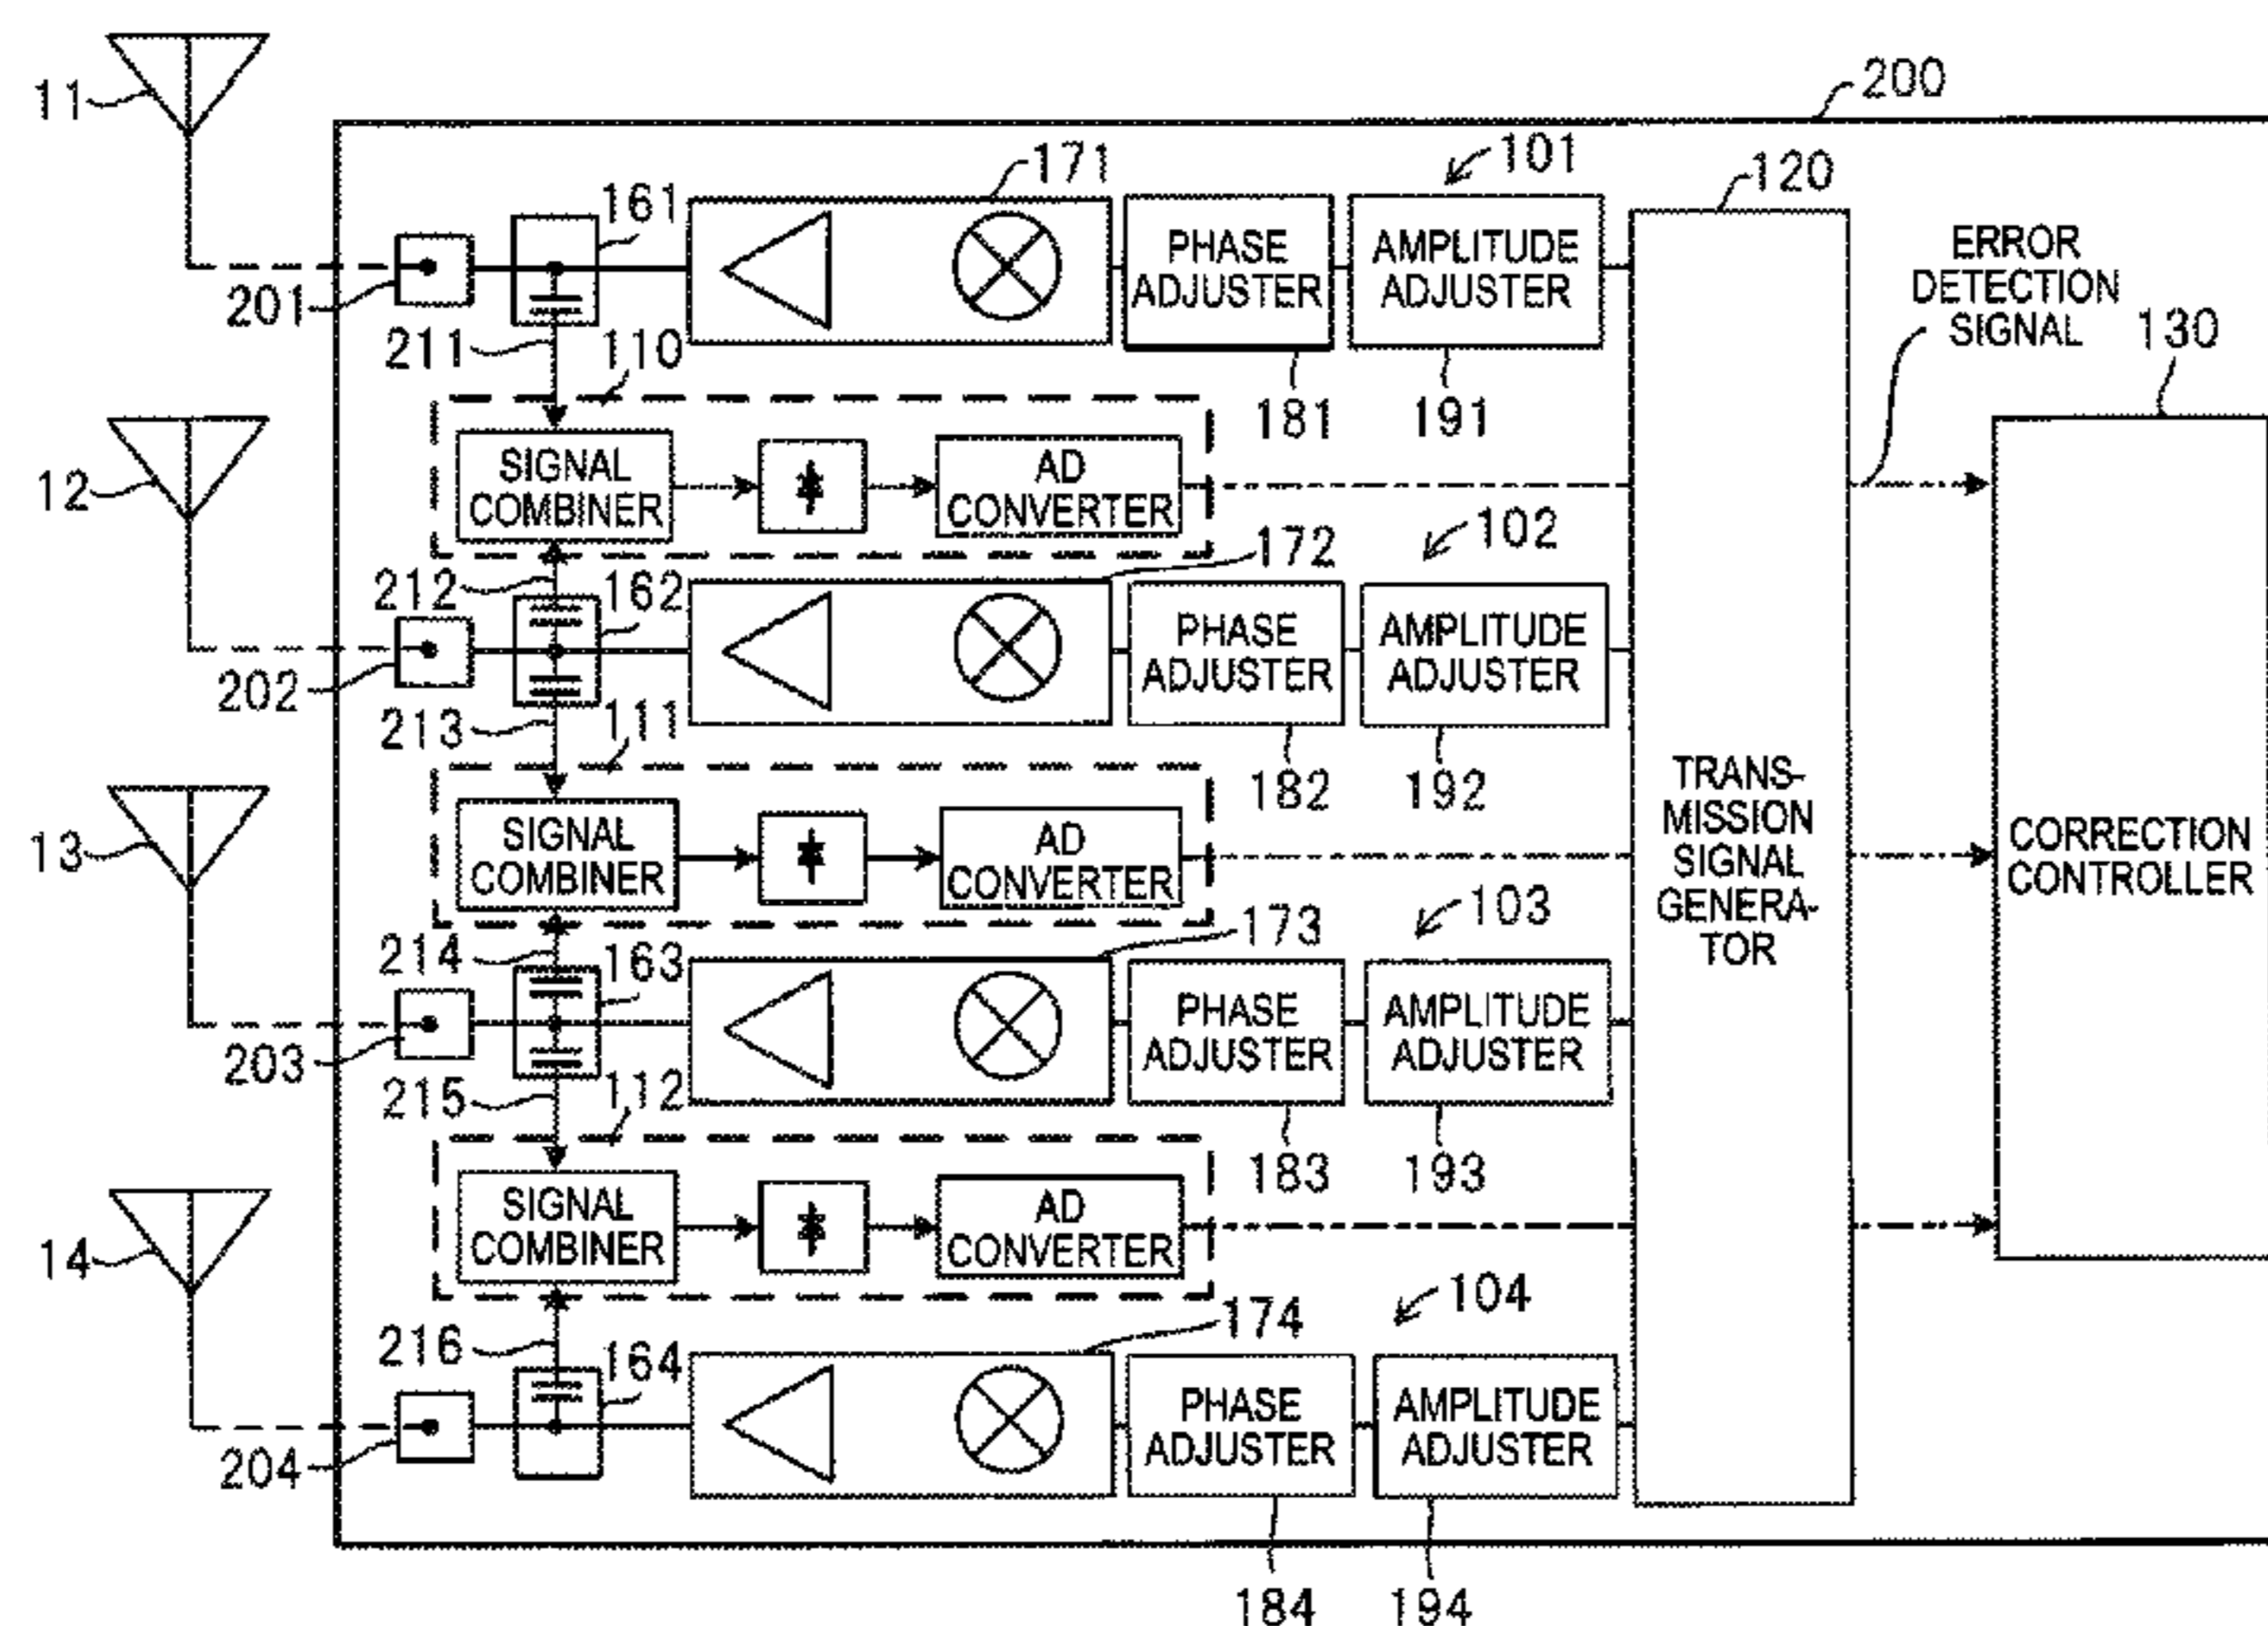 200
11
171
101
120
161
PHASE
ADJUSTER
AMPLITUDE
ADJUSTER
ERROR
DETECTION
SIGNAL
201
211
110
130
181
191
SIGNAL
COMBINER
AD
CONVERTER
12
172
102
212
162
PHASE
ADJUSTER
AMPLITUDE
ADJUSTER
202
213
111
182
192
TRANS-
MISSION
SIGNAL
GENERA-
TOR
CORRECTION
CONTROLLER
13
SIGNAL
COMBINER
AD
CONVERTER
173
103
214
163
PHASE
ADJUSTER
AMPLITUDE
ADJUSTER
203
215
112
183
193
14
SIGNAL
COMBINER
AD
CONVERTER
174
104
216
164
PHASE
ADJUSTER
AMPLITUDE
ADJUSTER
204
184
194